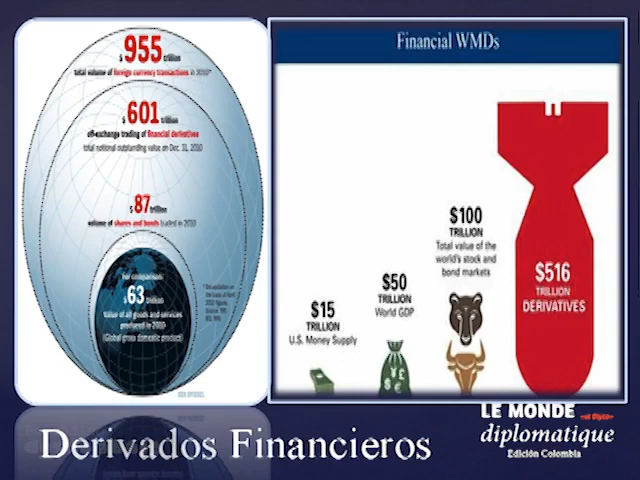 $ 955 trillion
total volume of foreign currency transactions in 2010*
$ 601 trillion
off-exchange trading of financial derivatives
total notional outstanding value on Dec. 31, 2010
$ 87 trillion
volume of shares and bonds traded in 2010
For comparison:
$ 63 trillion
Value of all goods and services
produced in 2010
(Global gross domestic product)
DER SPIEGEL
Financial WMDs
$15
TRILLION
U.S. Money Supply
$50
TRILLION
World GDP
$100
TRILLION
Total value of the
world's stock and
bond markets
$516
TRILLION
DERIVATIVES
¥
$ €
Derivados Financieros
LE MONDE
diplomatique
Edición Colombia